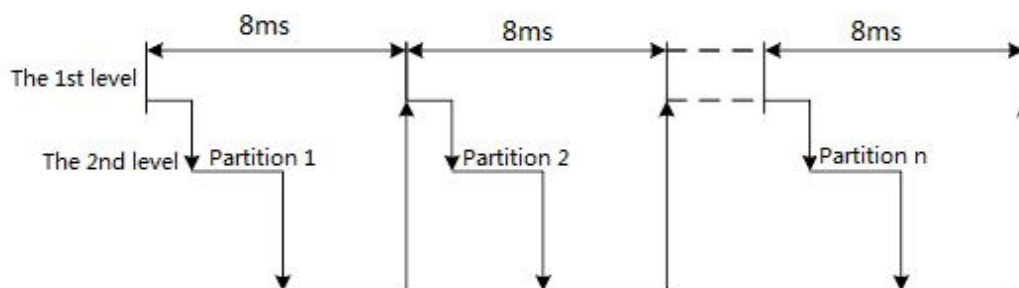 8ms
8ms
8ms
The 1st level
The 2nd level
Partition 1
Partition 2
Partition n